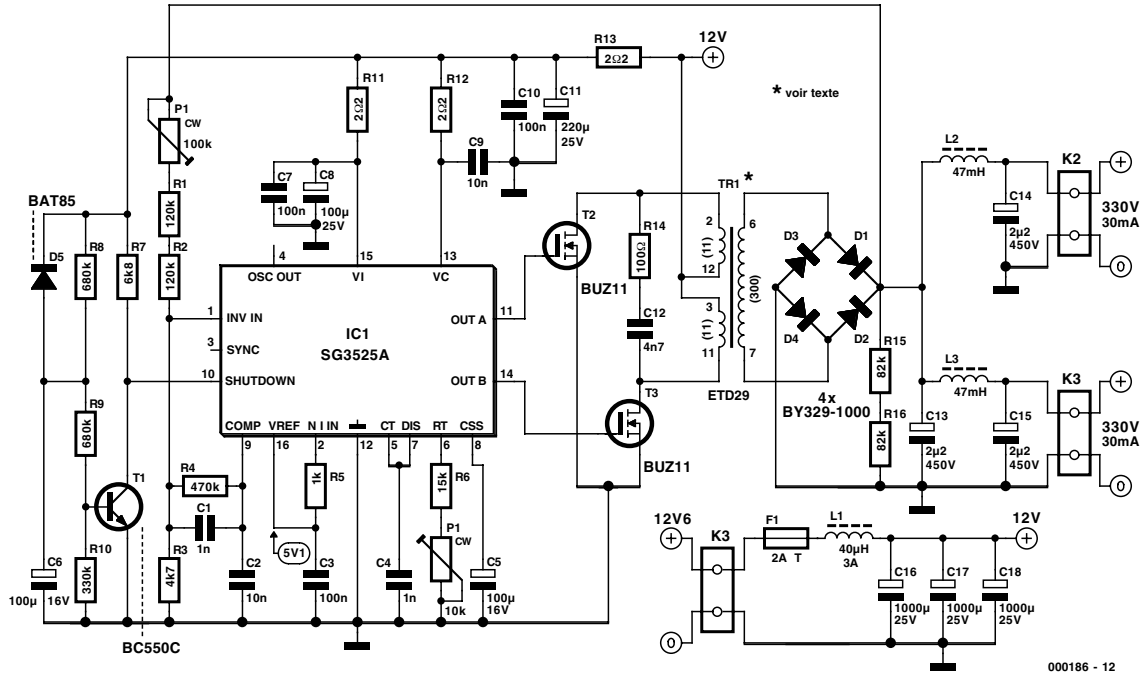 R13
2Ω2
12V
R11
2Ω2
R12
2Ω2
C10
100n
C11
220µ
25V
* voir texte
P1
CW
100k
C9
10n
L2
47mH
K2
C7
100n
C8
100µ
25V
R1
120k
TR1 *
BAT85
T2
R14
100Ω
2
(11)
12
6
(300)
D3
D1
C14
2µ2
450V
330V
30mA
D5
R8
680k
R7
6k8
R2
120k
4
15
13
OSC OUT
VI
VC
BUZ11
0
1
INV IN
11
OUT A
IC1
SG3525A
3
SYNC
C12
4n7
3
(11)
11
7
D4
D2
R15
82k
L3
47mH
K3
10
SHUTDOWN
OUT B
14
T3
ETD29
4x
BY329-1000
R9
680k
R16
82k
C13
2µ2
450V
C15
2µ2
450V
330V
30mA
COMP
VREF
N I IN
CT
DIS
RT
CSS
9
16
2
12
5
7
6
8
BUZ11
R4
470k
R5
1k
R6
15k
T1
0
C1
1n
12V6
K3
F1
2A T
L1
40µH
3A
12V
5V1
P1
CW
10k
C6
100µ
16V
R10
330k
R3
4k7
C2
10n
C3
100n
C4
1n
C5
100µ
16V
C16
1000µ
25V
C17
1000µ
25V
C18
1000µ
25V
0
BC550C
000186 - 12